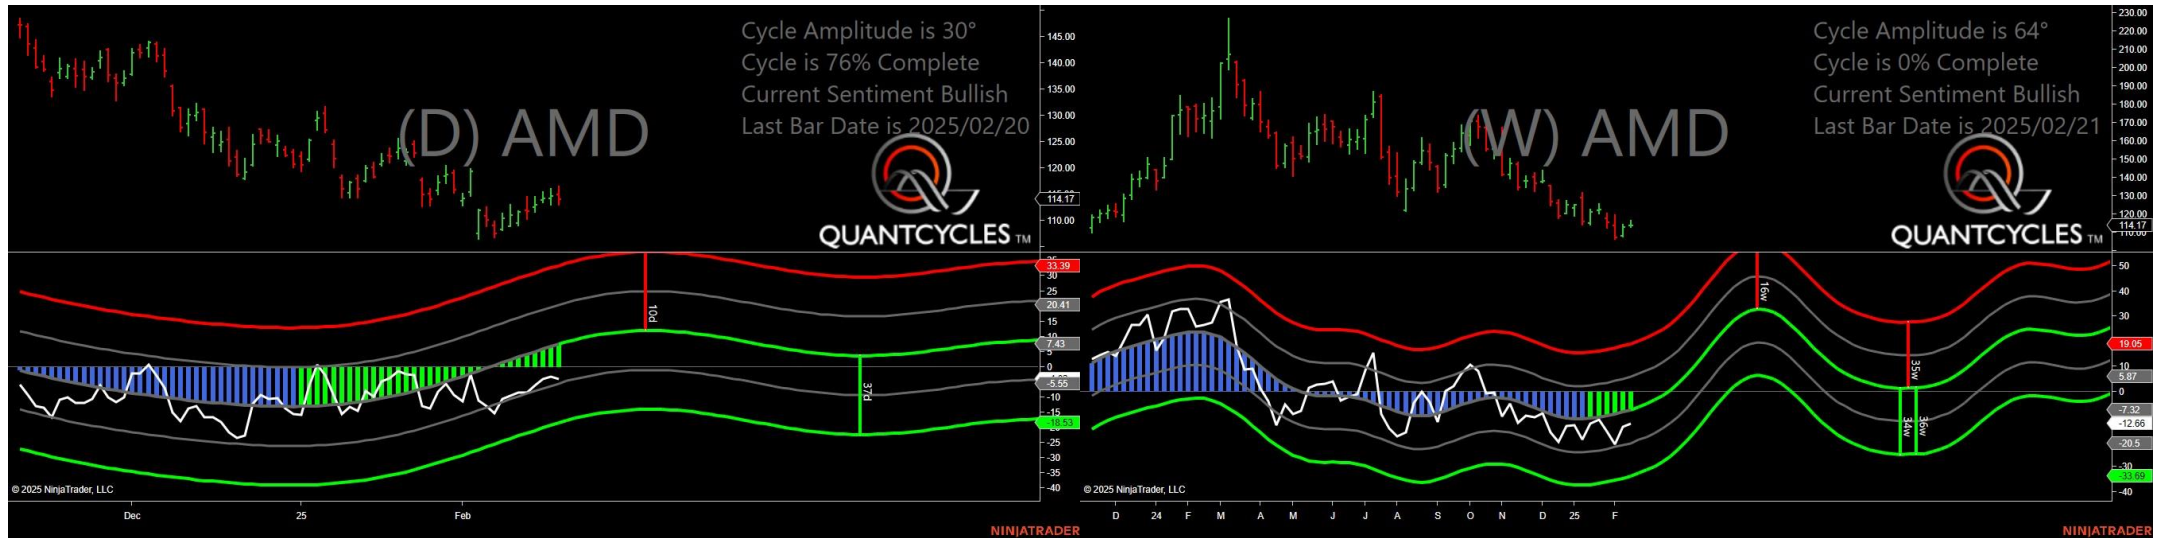 Cycle Amplitude is 30°
Cycle is 76% Complete
Current Sentiment Bullish
Last Bar Date is 2025/02/20
(D) AMD
QUANTCYCLES TM
145.00
140.00
135.00
130.00
125.00
120.00
114.17
110.00
33.39
30
25
20.41
15
10
7.43
5
0
-5.55
-10
-15
-18.53
-25
-30
-35
-40
10d
37d
© 2025 NinjaTrader, LLC
Dec
25
Feb
NINJATRADER
Cycle Amplitude is 64°
Cycle is 0% Complete
Current Sentiment Bullish
Last Bar Date is 2025/02/21
(W) AMD
QUANTCYCLES TM
230.00
220.00
210.00
200.00
190.00
180.00
170.00
160.00
150.00
140.00
130.00
120.00
114.17
50
40
30
19.05
10
5.87
0
-7.32
-12.66
-20.5
-30
-33.69
-40
16w
35w
34w
36w
© 2025 NinjaTrader, LLC
D
24
F
M
A
M
J
J
A
S
O
N
D
25
F
NINJATRADER